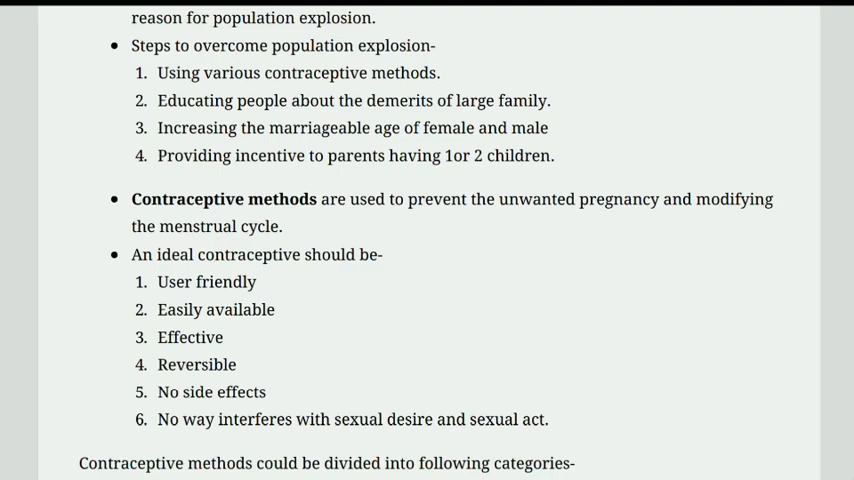 reason for population explosion.
• Steps to overcome population explosion-
1. Using various contraceptive methods.
2. Educating people about the demerits of large family.
3. Increasing the marriageable age of female and male
4. Providing incentive to parents having 1or 2 children.
• Contraceptive methods are used to prevent the unwanted pregnancy and modifying
the menstrual cycle.
• An ideal contraceptive should be-
1. User friendly
2. Easily available
3. Effective
4. Reversible
5. No side effects
6. No way interferes with sexual desire and sexual act.
Contraceptive methods could be divided into following categories-